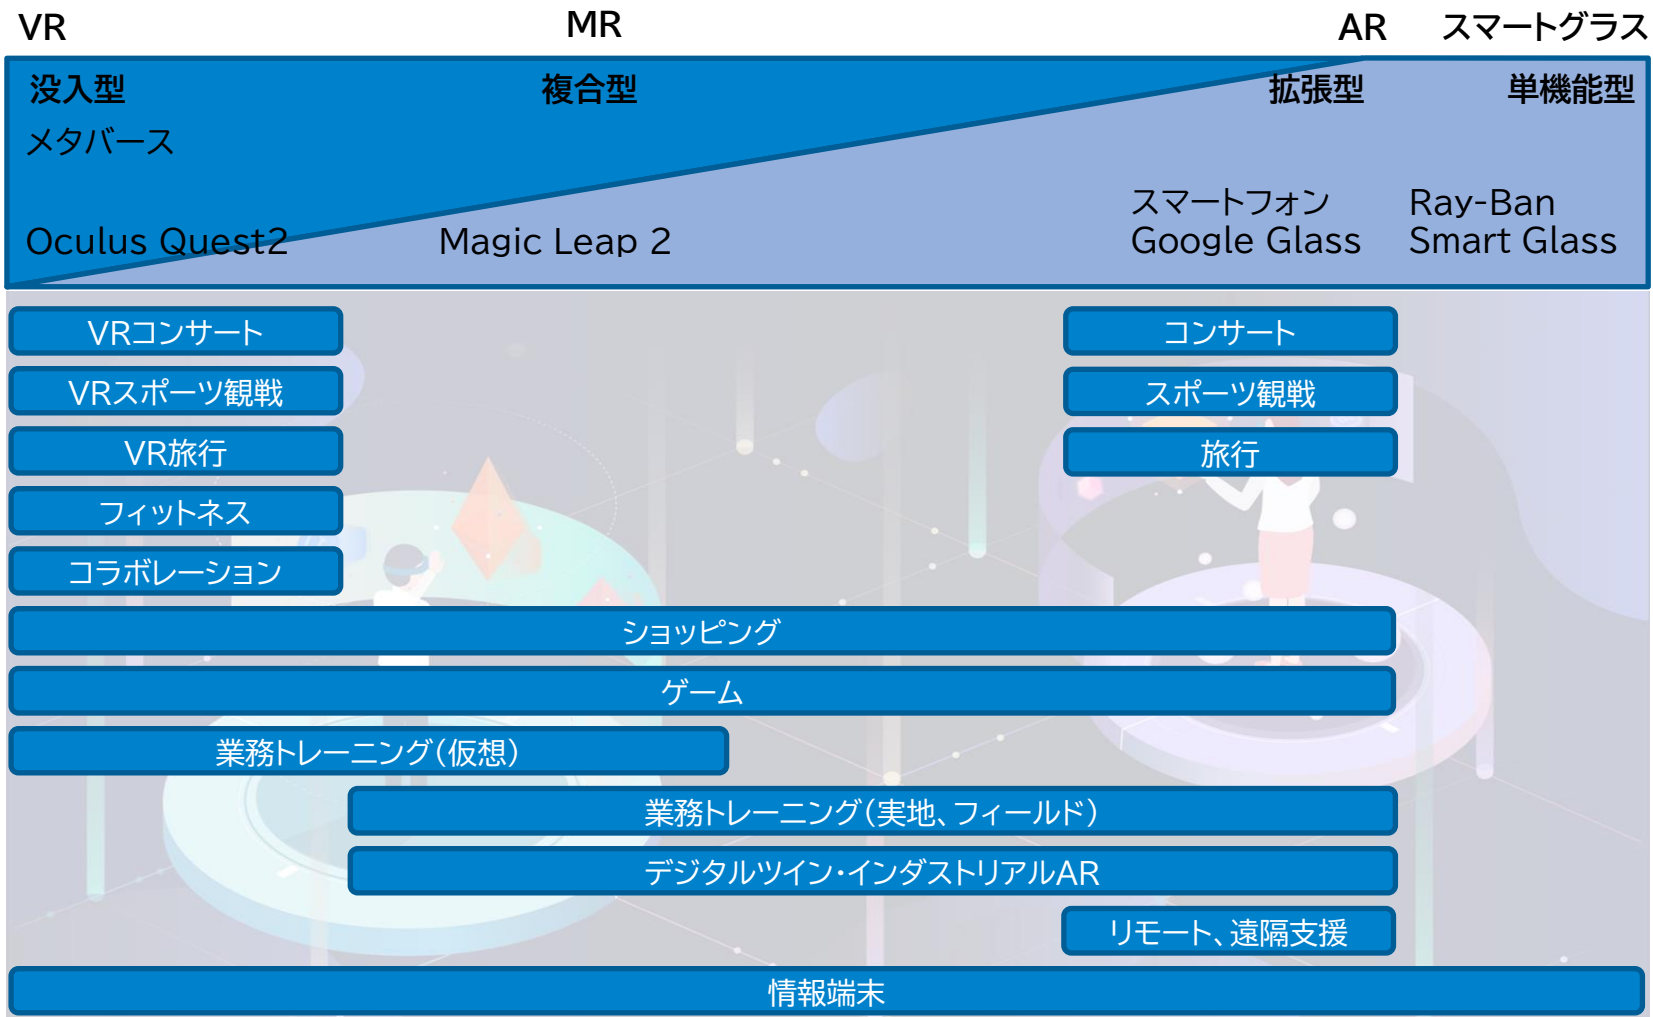 VR
MR
AR
スマートグラス
没入型
複合型
拡張型
単機能型
メタバース
Oculus Quest2
Magic Leap 2
スマートフォン
Google Glass
Ray-Ban
Smart Glass
VRコンサート
コンサート
VRスポーツ観戦
スポーツ観戦
VR旅行
旅行
フィットネス
コラボレーション
ショッピング
ゲーム
業務トレーニング(仮想)
業務トレーニング(実地、フィールド)
デジタルツイン・インダストリアルAR
リモート、遠隔支援
情報端末